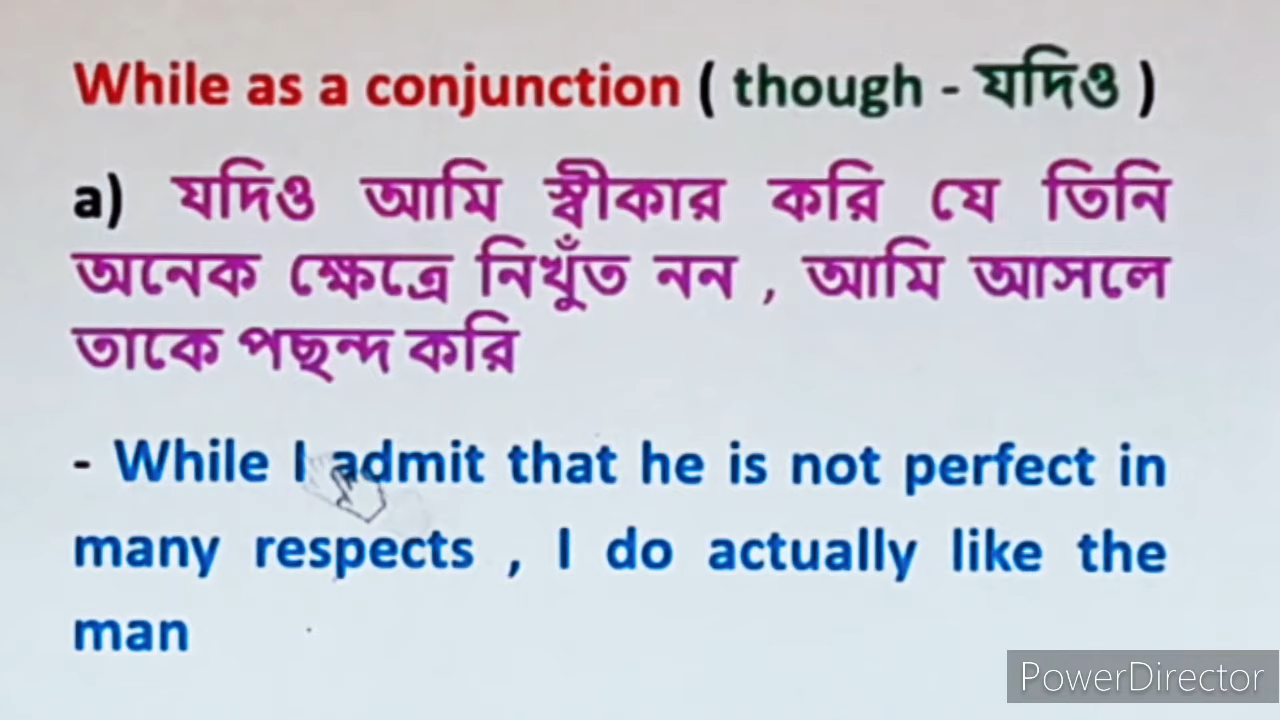 While as a conjunction ( though - যদিও )
a) যদিও আমি স্বীকার করি যে তিনি
অনেক ক্ষেত্রে নিখুঁত নন , আমি আসলে
তাকে পছন্দ করি
- While I admit that he is not perfect in
many respects , I do actually like the
man
PowerDirector